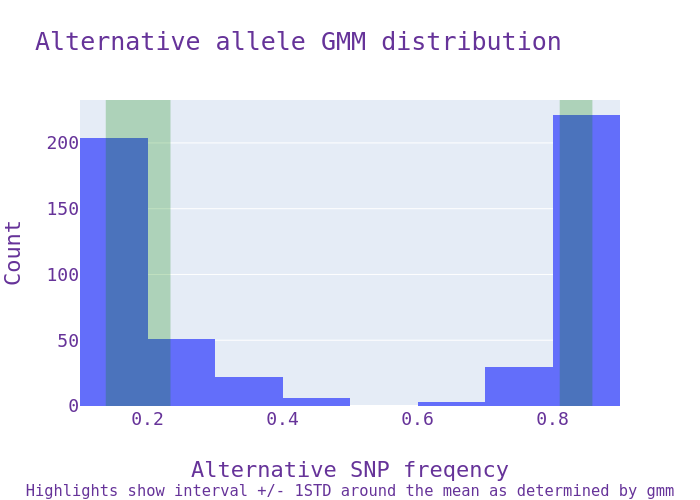 Alternative allele GMM distribution
Count
200
150
100
50
0
0.2
0.4
0.6
0.8
Alternative SNP freqency
Highlights show interval +/- 1STD around the mean as determined by gmm